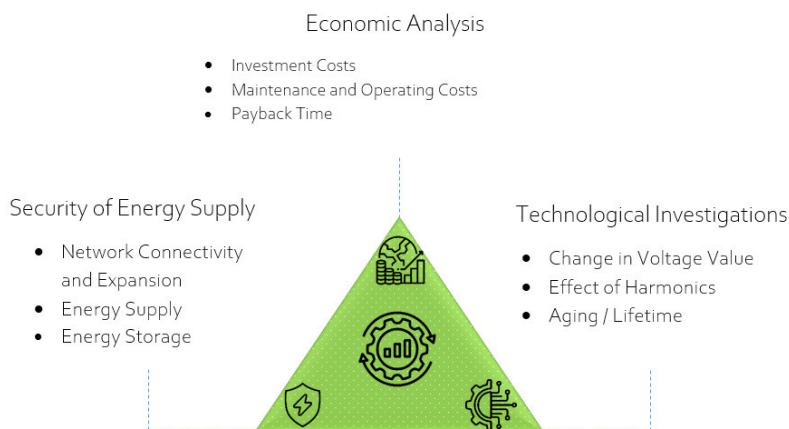 Economic Analysis
• Investment Costs
• Maintenance and Operating Costs
• Payback Time
Security of Energy Supply
• Network Connectivity
and Expansion
• Energy Supply
• Energy Storage
Technological Investigations
• Change in Voltage Value
• Effect of Harmonics
• Aging / Lifetime